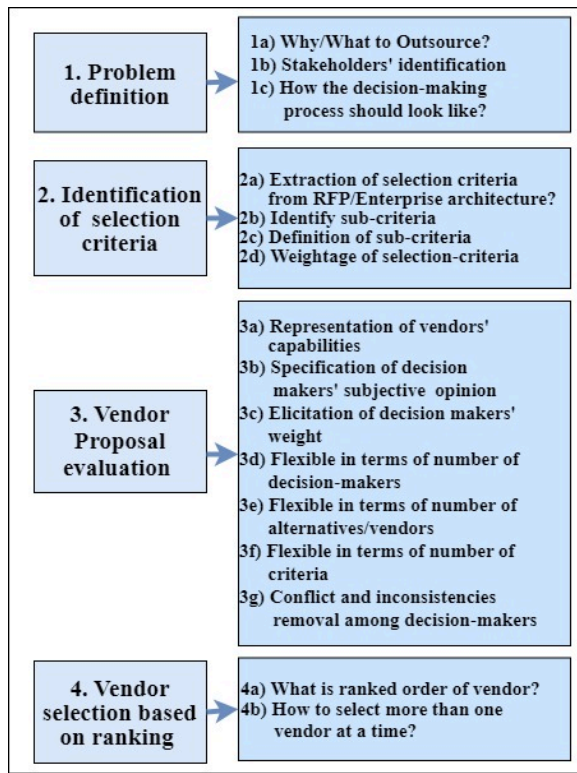 1. Problem
definition
1a) Why/What to Outsource?
1b) Stakeholders' identification
1c) How the decision-making
process should look like?
2. Identification
of selection
criteria
2a) Extraction of selection criteria
from RFP/Enterprise architecture?
2b) Identify sub-criteria
2c) Definition of sub-criteria
2d) Weightage of selection-criteria
3. Vendor
Proposal
evaluation
3a) Representation of vendors'
capabilities
3b) Specification of decision
makers' subjective opinion
3c) Elicitation of decision makers'
weight
3d) Flexible in terms of number of
decision-makers
3e) Flexible in terms of number of
alternatives/vendors
3f) Flexible in terms of number of
criteria
3g) Conflict and inconsistencies
removal among decision-makers
4. Vendor
selection based
on ranking
4a) What is ranked order of vendor?
4b) How to select more than one
vendor at a time?